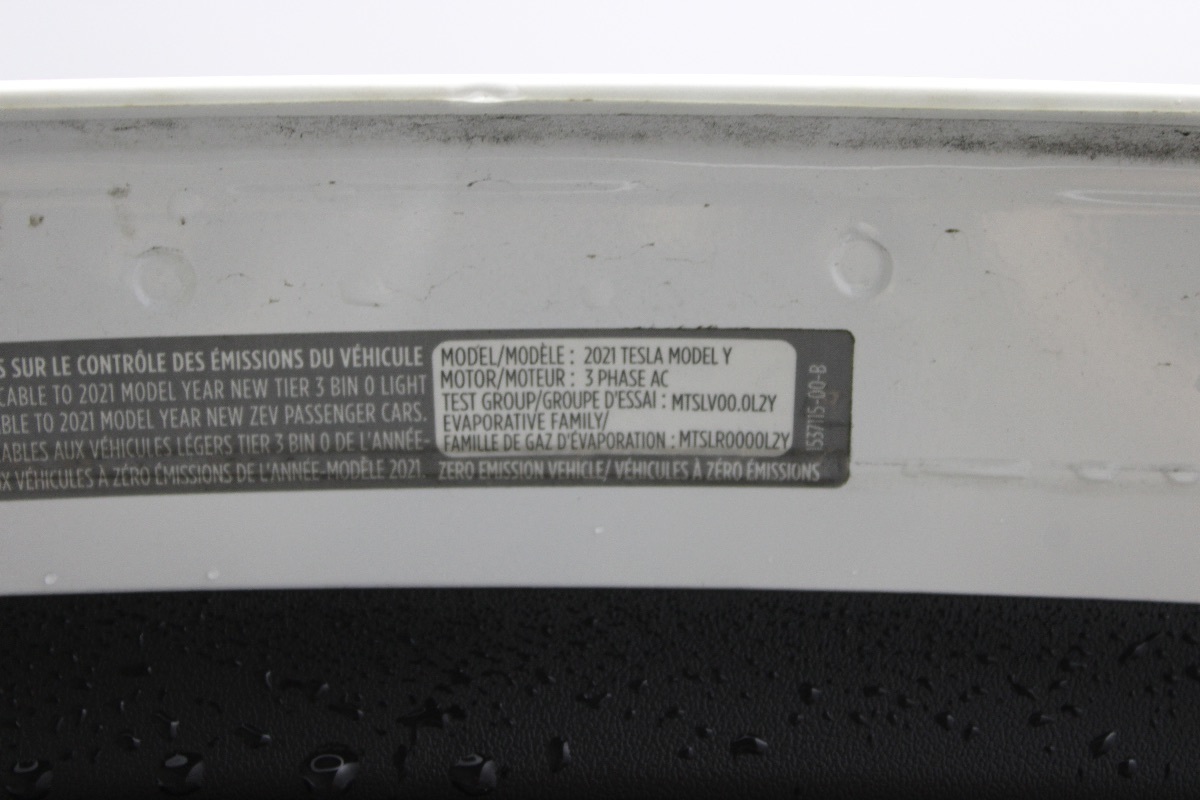 S SUR LE CONTRÔLE DES ÉMISSIONS DU VÉHICULE
CABLE TO 2021 MODEL YEAR NEW TIER 3 BIN 0 LIGHT
BLE TO 2021 MODEL YEAR NEW ZEV PASSENGER CARS.
ABLES AUX VÉHICULES LÉGERS TIER 3 BIN 0 DE L'ANNÉE-
UX VÉHICULES À ZÉRO ÉMISSIONS DE L'ANNÉE-MODÈLE 2021.
MODEL/MODÈLE : 2021 TESLA MODEL Y
MOTOR/MOTEUR : 3 PHASE AC
TEST GROUP/GROUPE D'ESSAI : MTSLV00.0L2Y
EVAPORATIVE FAMILY/
FAMILLE DE GAZ D'ÉVAPORATION : MTSLR0000L2Y
ZERO EMISSION VEHICLE/ VÉHICULES À ZÉRO ÉMISSIONS
1537115-00-B